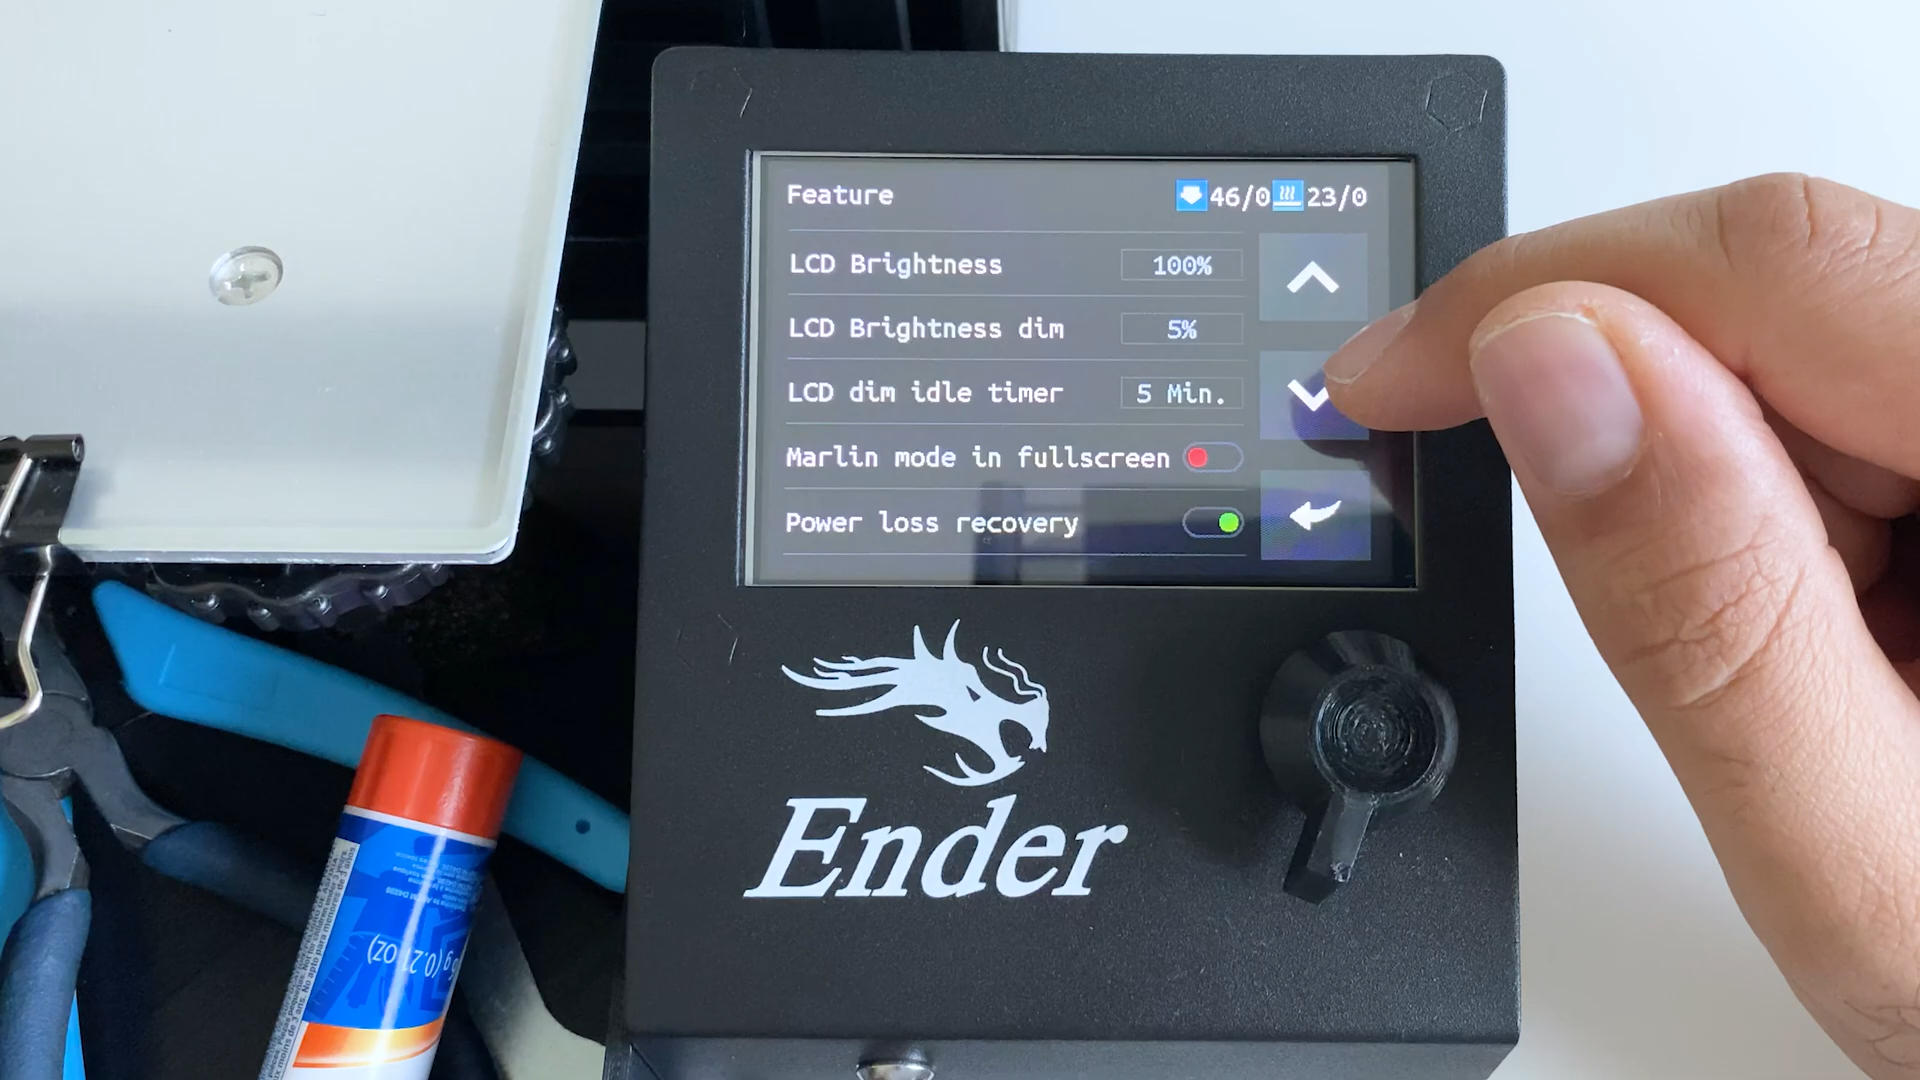 Feature 46/0 23/0
LCD Brightness 100%
LCD Brightness dim 5%
LCD dim idle timer 5 Min.
Marlin mode in fullscreen
Power loss recovery
Ender
g (0.21 OZ)